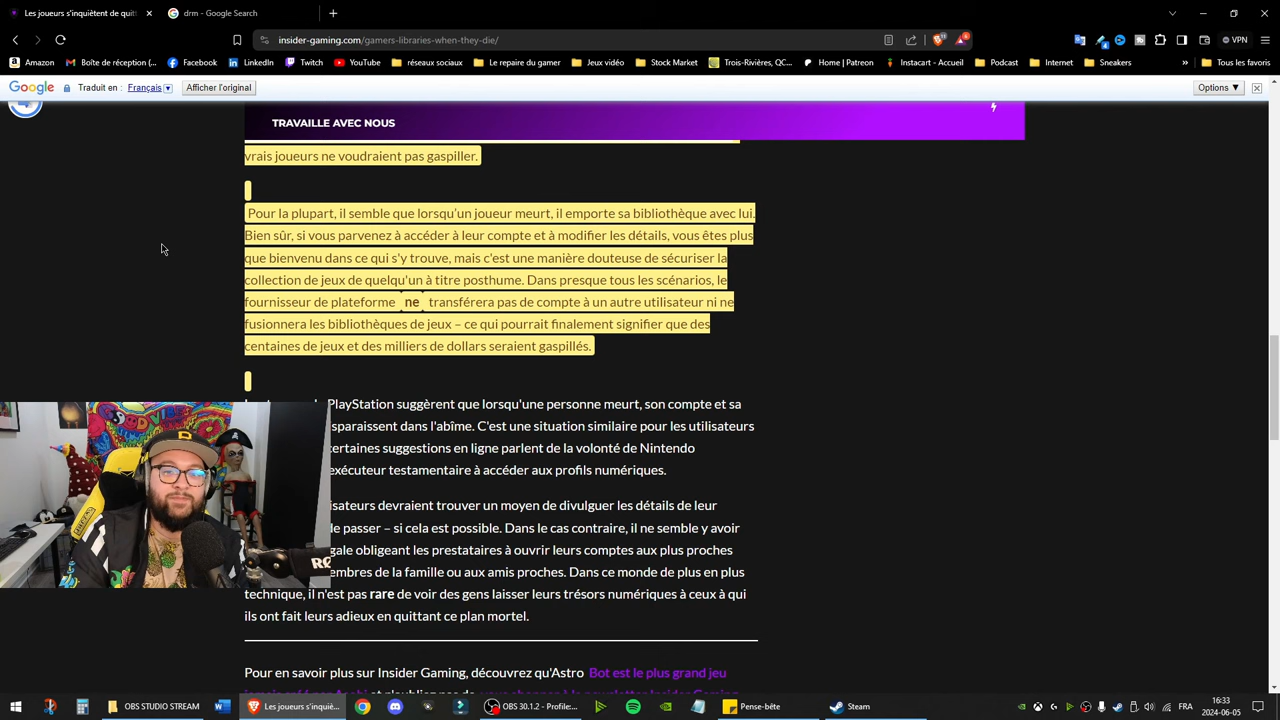 Les joueurs s'inquiètent de quitt
drm - Google Search
insider-gaming.com/gamers-libraries-when-they-die/
VPN
Amazon
Boîte de réception (...
Facebook
LinkedIn
Twitch
YouTube
réseaux sociaux
Le repaire du gamer
Jeux vidéo
Stock Market
Trois-Rivières, QC...
Home | Patreon
Instacart - Accueil
Podcast
Internet
Sneakers
Tous les favoris
Google Traduit en : Français Afficher l'original
Options ▼
TRAVAILLE AVEC NOUS
vrais joueurs ne voudraient pas gaspiller.
Pour la plupart, il semble que lorsqu'un joueur meurt, il emporte sa bibliothèque avec lui.
Bien sûr, si vous parvenez à accéder à leur compte et à modifier les détails, vous êtes plus
que bienvenu dans ce qui s'y trouve, mais c'est une manière douteuse de sécuriser la
collection de jeux de quelqu'un à titre posthume. Dans presque tous les scénarios, le
fournisseur de plateforme ne transférera pas de compte à un autre utilisateur ni ne
fusionnera les bibliothèques de jeux – ce qui pourrait finalement signifier que des
centaines de jeux et des milliers de dollars seraient gaspillés.
PlayStation suggèrent que lorsqu'une personne meurt, son compte et sa
sparaissent dans l'abîme. C'est une situation similaire pour les utilisateurs
certaines suggestions en ligne parlent de la volonté de Nintendo
exécuteur testamentaire à accéder aux profils numériques.
isateurs devraient trouver un moyen de divulguer les détails de leur
de passer – si cela est possible. Dans le cas contraire, il ne semble y avoir
gale obligeant les prestataires à ouvrir leurs comptes aux plus proches
embres de la famille ou aux amis proches. Dans ce monde de plus en plus
technique, il n'est pas rare de voir des gens laisser leurs trésors numériques à ceux à qui
ils ont fait leurs adieux en quittant ce plan mortel.
Pour en savoir plus sur Insider Gaming, découvrez qu'Astro Bot est le plus grand jeu
OBS STUDIO STREAM
Les joueurs s'inquiè...
OBS 30.1.2 - Profile:...
Pense-bête
Steam
FRA
16:33
2024-06-05